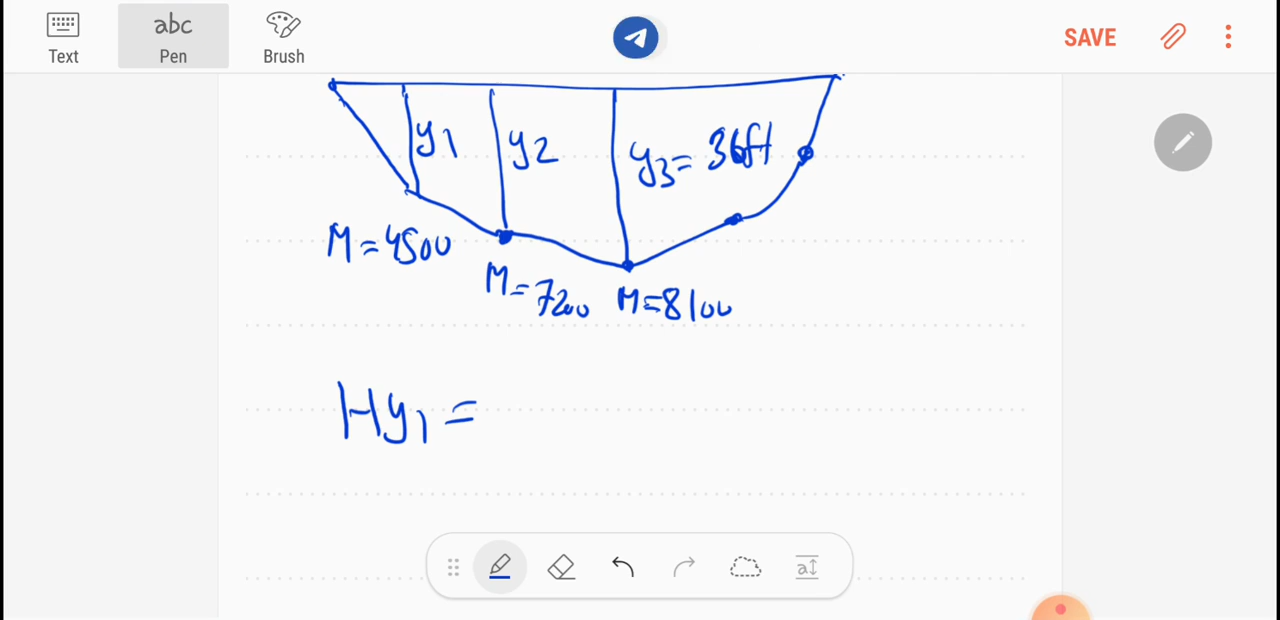 abc
Text
Pen
Brush
SAVE
y1
y2
y3= 36ft
M=4500
M=7200
M=8100
Hy1=
a